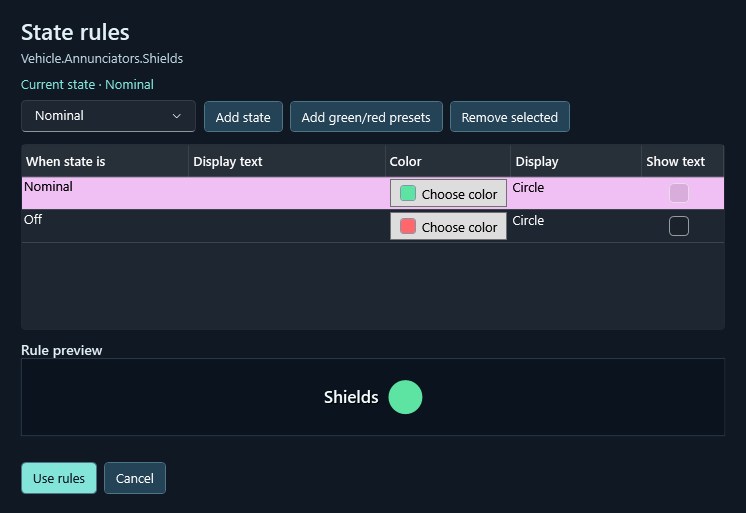 State rules
Vehicle.Annunciators.Shields
Current state · Nominal
Nominal Add state Add green/red presets Remove selected
When state is Display text Color Display Show text
Nominal Choose color Circle
Off Choose color Circle
Rule preview
Shields
Use rules Cancel